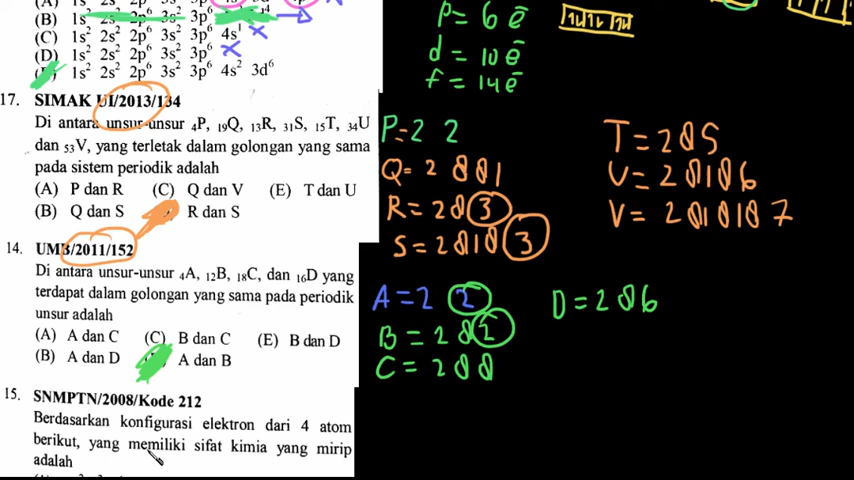 (B) 1s² 2s² 2p⁶ 3s² 3p⁶
(C) 1s² 2s² 2p⁶ 3s² 3p⁶ 4s¹ x
(D) 1s² 2s² 2p⁶ 3s² 3p⁶ x
1s² 2s² 2p⁶ 3s² 3p⁶ 4s² 3d⁶
p = 6 ē
d = 10 ē
f = 14 ē
17. SIMAK UI/2013/134
Di antara unsur-unsur ₄P, ₁₉Q, ₁₃R, ₃₁S, ₁₅T, ₃₄U
dan ₅₃V, yang terletak dalam golongan yang sama
pada sistem periodik adalah
(A) P dan R (C) Q dan V (E) T dan U
(B) Q dan S R dan S
P = 2 2
Q = 2 8 8 1
R = 2 8 3
S = 2 8 18 3
T = 2 8 5
U = 2 8 18 6
V = 2 8 18 18 7
14. UMB/2011/152
Di antara unsur-unsur ₄A, ₁₂B, ₁₈C, dan ₁₆D yang
terdapat dalam golongan yang sama pada periodik
unsur adalah
(A) A dan C (C) B dan C (E) B dan D
(B) A dan D A dan B
A = 2 2
B = 2 8 2
C = 2 8 8
D = 2 8 6
15. SNMPTN/2008/Kode 212
Berdasarkan konfigurasi elektron dari 4 atom
berikut, yang memiliki sifat kimia yang mirip
adalah